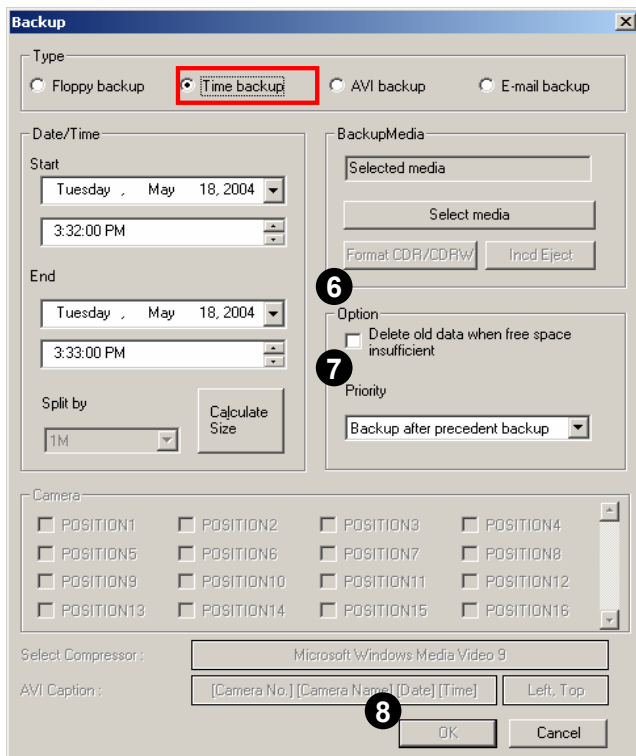 Backup
Type
Floppy backup
Time backup
AVI backup
E-mail backup
Date/Time
Start
Tuesday , May 18, 2004
3:32:00 PM
End
Tuesday , May 18, 2004
3:33:00 PM
Split by
1M
Calculate
Size
BackupMedia
Selected media
Select media
Format CDR/CDRW
Incd Eject
6
Option
7
Delete old data when free space
insufficient
Priority
Backup after precedent backup
Camera
POSITION1 POSITION2 POSITION3 POSITION4
POSITION5 POSITION6 POSITION7 POSITION8
POSITION9 POSITION10 POSITION11 POSITION12
POSITION13 POSITION14 POSITION15 POSITION16
Select Compressor : Microsoft Windows Media Video 9
AVI Caption : [Camera No.] [Camera Name] [Date] [Time] Left, Top
8
OK
Cancel